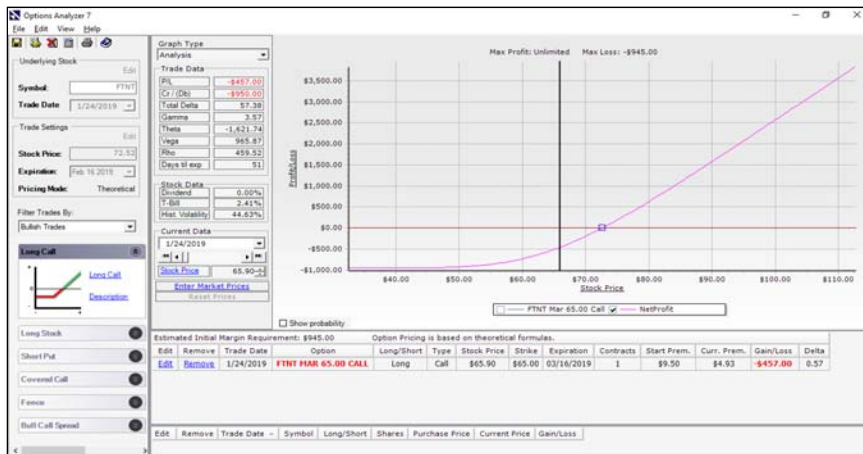 Options Analyzer 7
File Edit View Help
Underlying Stock
Edit
Symbol: FTNT
Trade Date 1/24/2019
Trade Settings
Edit
Stock Price: 72.52
Expiration: Feb 16 2019
Pricing Mode: Theoretical
Filter Trades By:
Bullish Trades
Long Call
Long Call
Description
Long Stock
Short Put
Covered Call
Fence
Bull Call Spread
Graph Type
Analysis
Trade Data
P/L -$457.00
Cr / (Db) -$950.00
Total Delta 57.38
Gamma 3.57
Theta -1,621.74
Vega 965.87
Rho 459.52
Days til exp 51
Stock Data
Dividend 0.00%
T-Bill 2.41%
Hist. Volatility 44.63%
Current Data
1/24/2019
Stock Price 65.90
Enter Market Prices
Reset Prices
Max Profit: Unlimited Max Loss: -$945.00
Profit/Loss
$3,500.00
$3,000.00
$2,500.00
$2,000.00
$1,500.00
$1,000.00
$500.00
$0.00
-$500.00
-$1,000.00
$40.00 $50.00 $60.00 $70.00 $80.00 $90.00 $100.00 $110.00
Stock Price
FTNT Mar 65.00 Call NetProfit
Show probability
Estimated Initial Margin Requirement: $945.00 Option Pricing is based on theoretical formulas.
Edit Remove Trade Date Option Long/Short Type Stock Price Strike Expiration Contracts Start Prem. Curr. Prem. Gain/Loss Delta
Edit Remove 1/24/2019 FTNT MAR 65.00 CALL Long Call $65.90 $65.00 03/16/2019 1 $9.50 $4.93 -$457.00 0.57
Edit Remove Trade Date - Symbol Long/Short Shares Purchase Price Current Price Gain/Loss